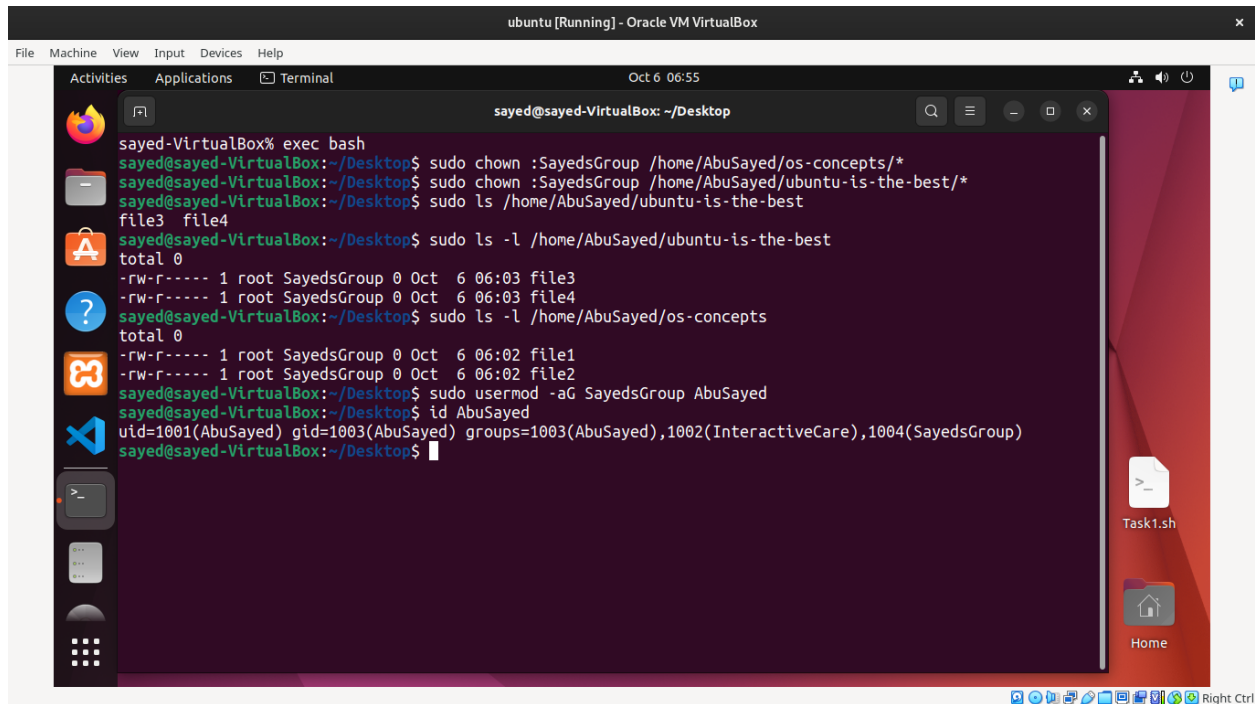 ubuntu [Running] - Oracle VM VirtualBox
File Machine View Input Devices Help
Activities Applications Terminal Oct 6 06:55
sayed@sayed-VirtualBox: ~/Desktop
sayed-VirtualBox% exec bash
sayed@sayed-VirtualBox:~/Desktop$ sudo chown :SayedsGroup /home/AbuSayed/os-concepts/*
sayed@sayed-VirtualBox:~/Desktop$ sudo chown :SayedsGroup /home/AbuSayed/ubuntu-is-the-best/*
sayed@sayed-VirtualBox:~/Desktop$ sudo ls /home/AbuSayed/ubuntu-is-the-best
file3  file4
sayed@sayed-VirtualBox:~/Desktop$ sudo ls -l /home/AbuSayed/ubuntu-is-the-best
total 0
-rw-r----- 1 root SayedsGroup 0 Oct  6 06:03 file3
-rw-r----- 1 root SayedsGroup 0 Oct  6 06:03 file4
sayed@sayed-VirtualBox:~/Desktop$ sudo ls -l /home/AbuSayed/os-concepts
total 0
-rw-r----- 1 root SayedsGroup 0 Oct  6 06:02 file1
-rw-r----- 1 root SayedsGroup 0 Oct  6 06:02 file2
sayed@sayed-VirtualBox:~/Desktop$ sudo usermod -aG SayedsGroup AbuSayed
sayed@sayed-VirtualBox:~/Desktop$ id AbuSayed
uid=1001(AbuSayed) gid=1003(AbuSayed) groups=1003(AbuSayed),1002(InteractiveCare),1004(SayedsGroup)
sayed@sayed-VirtualBox:~/Desktop$
Task1.sh
Home
Right Ctrl